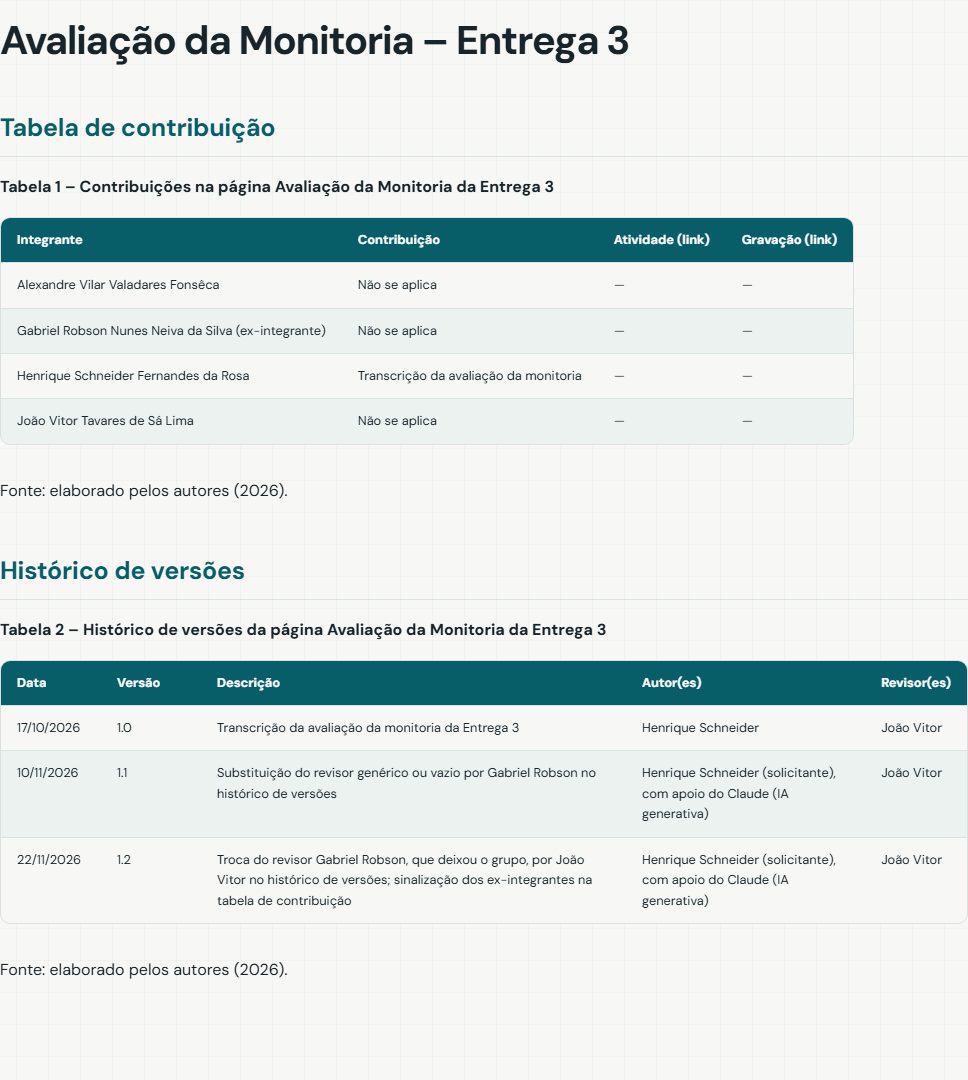 Avaliação da Monitoria – Entrega 3
Tabela de contribuição
Tabela 1 – Contribuições na página Avaliação da Monitoria da Entrega 3
Integrante Contribuição Atividade (link) Gravação (link)
Alexandre Vilar Valadares Fonsêca Não se aplica — —
Gabriel Robson Nunes Neiva da Silva (ex-integrante) Não se aplica — —
Henrique Schneider Fernandes da Rosa Transcrição da avaliação da monitoria — —
João Vitor Tavares de Sá Lima Não se aplica — —
Fonte: elaborado pelos autores (2026).
Histórico de versões
Tabela 2 – Histórico de versões da página Avaliação da Monitoria da Entrega 3
Data Versão Descrição Autor(es) Revisor(es)
17/10/2026 1.0 Transcrição da avaliação da monitoria da Entrega 3 Henrique Schneider João Vitor
10/11/2026 1.1 Substituição do revisor genérico ou vazio por Gabriel Robson no Henrique Schneider (solicitante), João Vitor
histórico de versões com apoio do Claude (IA
generativa)
22/11/2026 1.2 Troca do revisor Gabriel Robson, que deixou o grupo, por João Henrique Schneider (solicitante), João Vitor
Vitor no histórico de versões; sinalização dos ex-integrantes na com apoio do Claude (IA
tabela de contribuição generativa)
Fonte: elaborado pelos autores (2026).